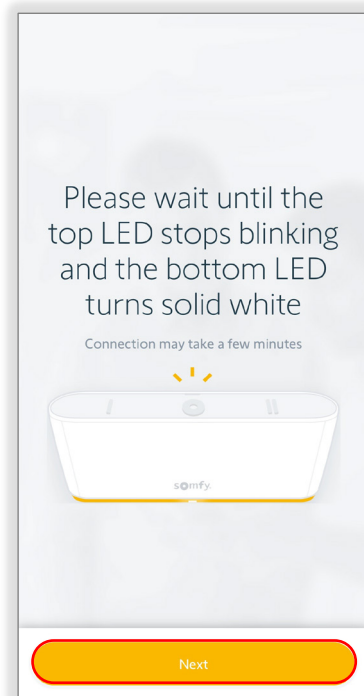 Please wait until the
top LED stops blinking
and the bottom LED
turns solid white
Connection may take a few minutes
somfy.
Next